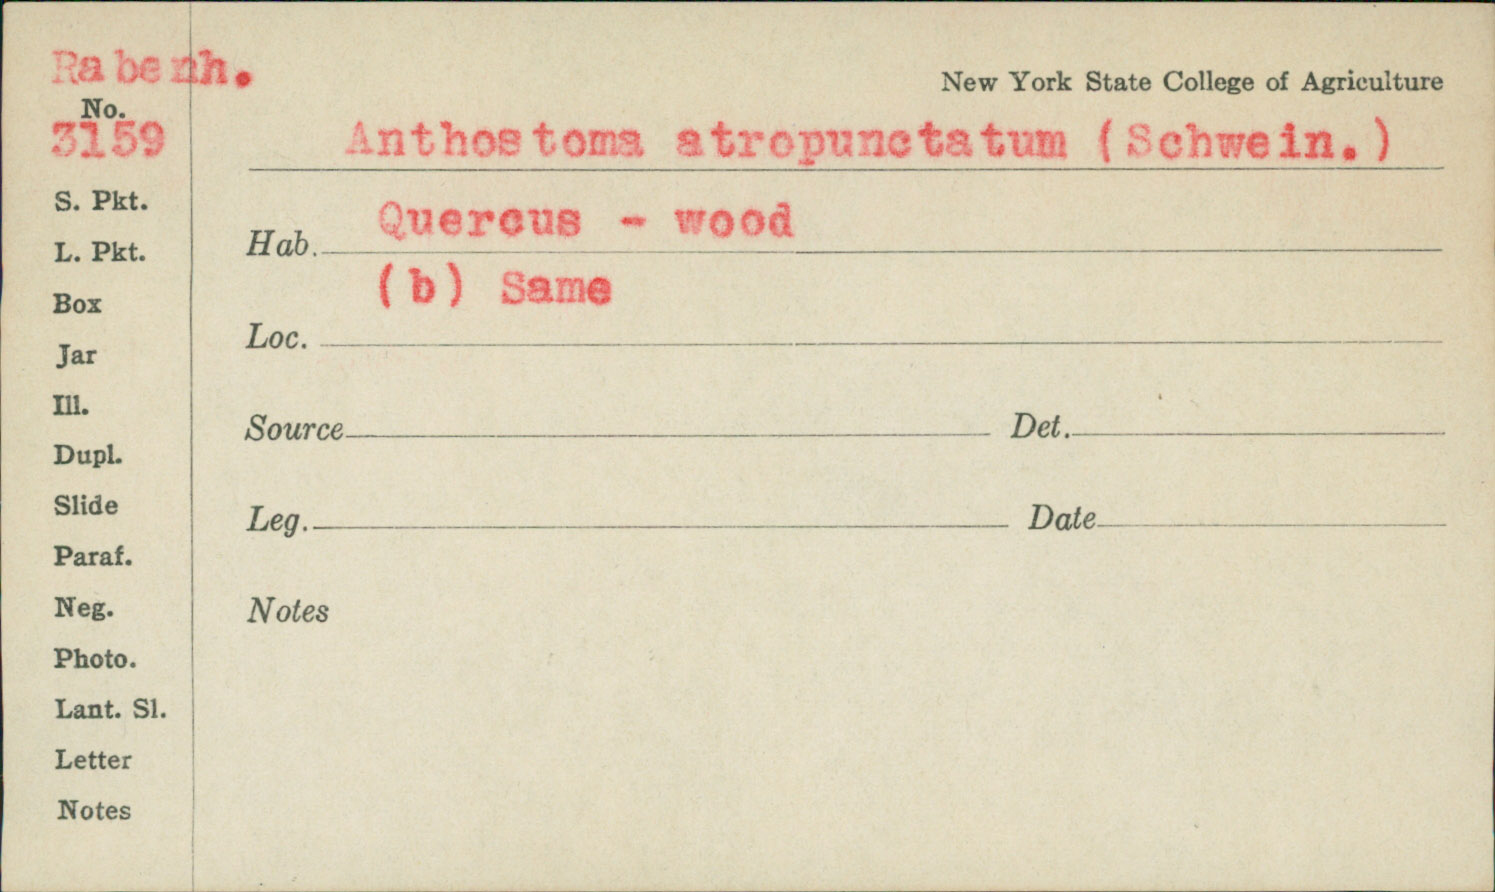 Rabenh.
No.
3159
New York State College of Agriculture
Anthostoma atropunctatum (Schwein.)
S. Pkt.
L. Pkt.
Box
Jar
Ill.
Dupl.
Slide
Paraf.
Neg.
Photo.
Lant. Sl.
Letter
Notes
Hab. Quercus - wood
(b) Same
Loc.
Source Det.
Leg. Date
Notes